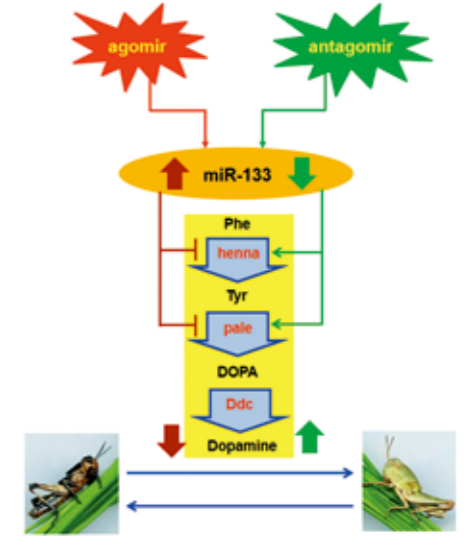 agomir
antagomir
miR-133
Phe
henna
Tyr
pale
DOPA
Ddc
Dopamine